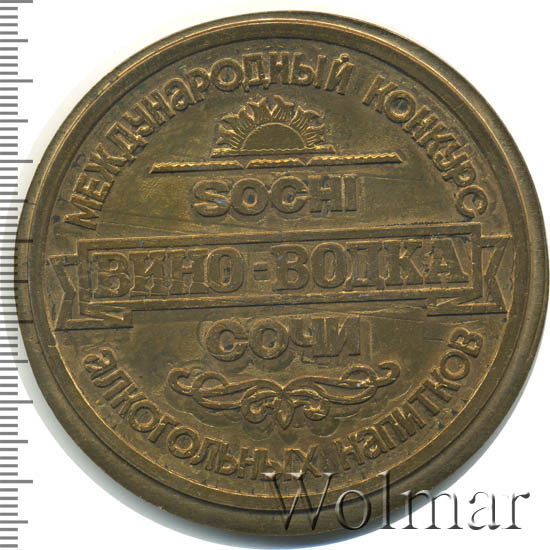 МЕЖДУНАРОДНЫЙ КОНКУРС
SOCHI
ВИНО-ВОДКА
СОЧИ
АЛКОГОЛЬНЫХ НАПИТКОВ
Wolmar